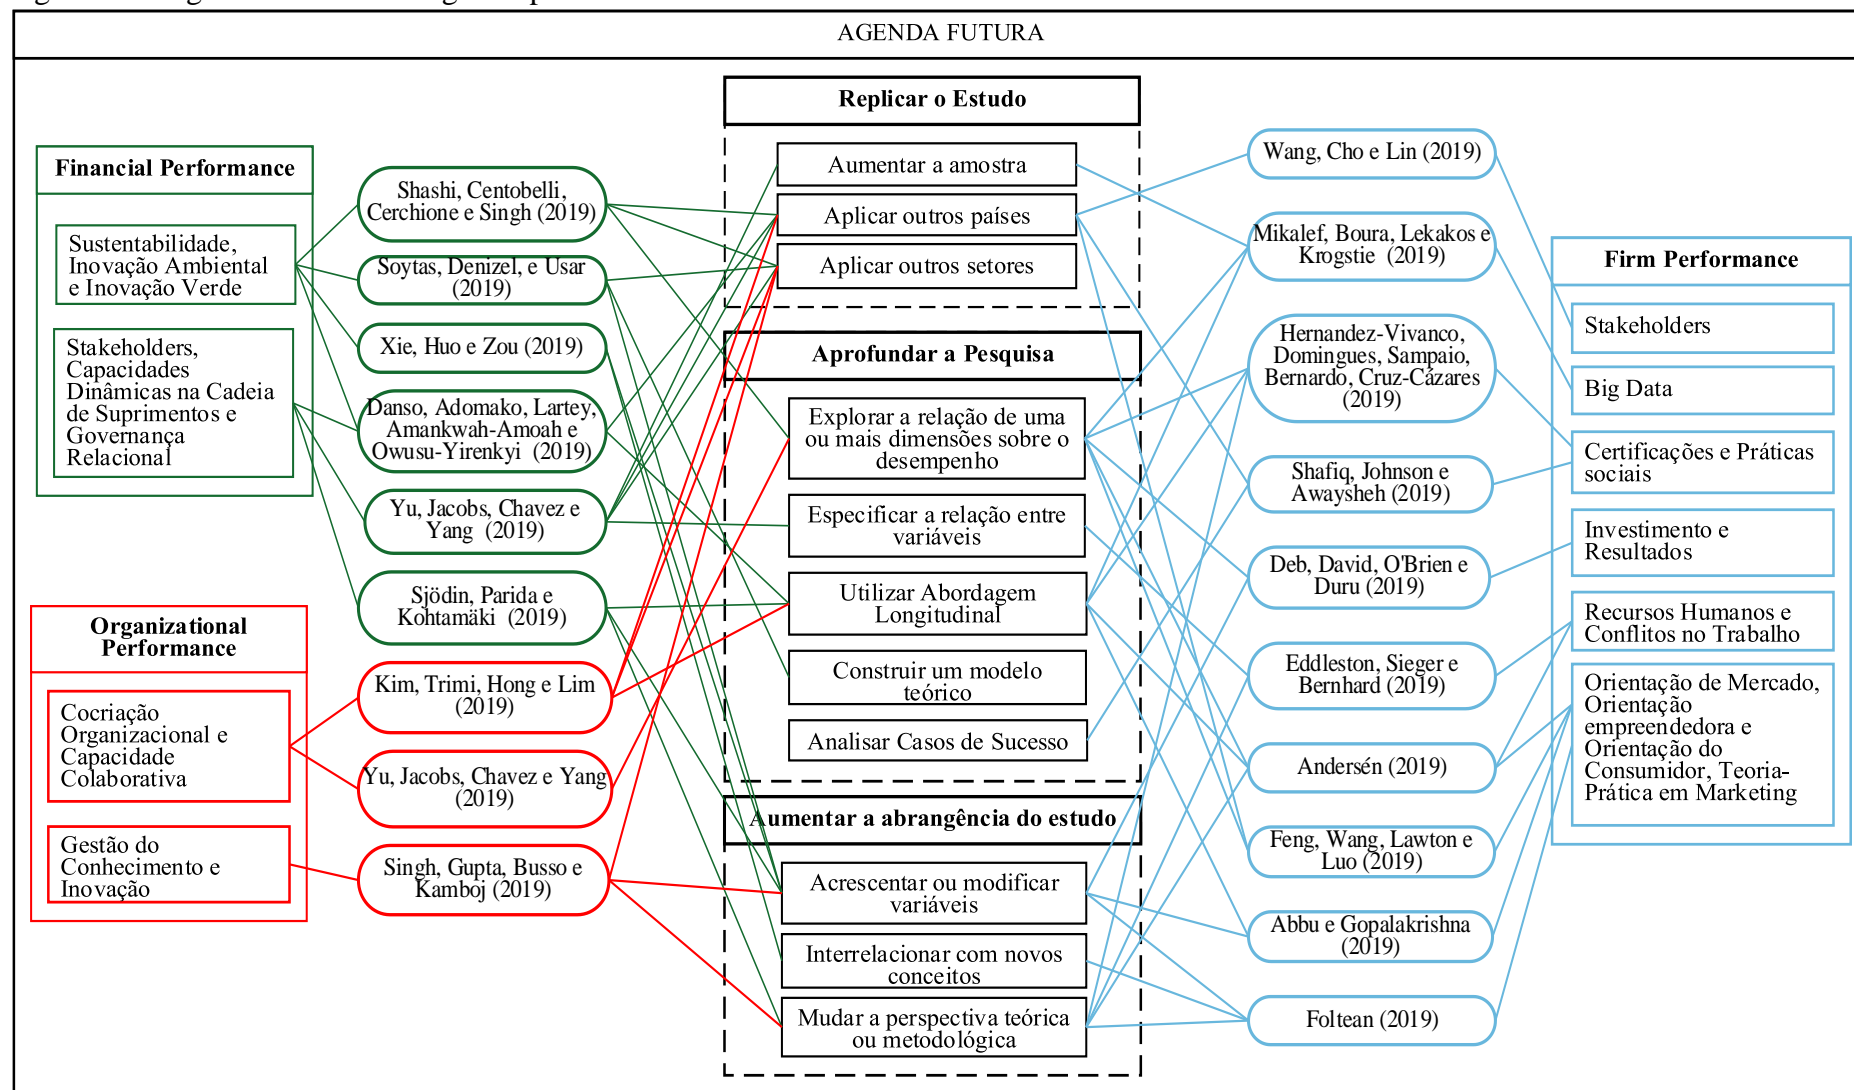 AGENDA FUTURA
Financial Performance
Sustentabilidade,
Inovação Ambiental
e Inovação Verde
Stakeholders,
Capacidades
Dinâmicas na Cadeia
de Suprimentos e
Governança
Relacional
Organizational
Performance
Cocriação
Organizacional e
Capacidade
Colaborativa
Gestão do
Conhecimento e
Inovação
Shashi, Centobelli,
Cerchione e Singh (2019)
Soytas, Denizel, e Usar
(2019)
Xie, Huo e Zou (2019)
Danso, Adomako, Lartey,
Amankwah-Amoah e
Owusu-Yirenkyi (2019)
Yu, Jacobs, Chavez e
Yang (2019)
Sjödin, Parida e
Kohtamäki (2019)
Kim, Trimi, Hong e Lim
(2019)
Yu, Jacobs, Chavez e Yang
(2019)
Singh, Gupta, Busso e
Kamboj (2019)
Replicar o Estudo
Aumentar a amostra
Aplicar outros países
Aplicar outros setores
Aprofundar a Pesquisa
Explorar a relação de uma
ou mais dimensões sobre o
desempenho
Especificar a relação entre
variáveis
Utilizar Abordagem
Longitudinal
Construir um modelo
teórico
Analisar Casos de Sucesso
Aumentar a abrangência do estudo
Acrescentar ou modificar
variáveis
Interrelacionar com novos
conceitos
Mudar a perspectiva teórica
ou metodológica
Wang, Cho e Lin (2019)
Mikalef, Boura, Lekakos e
Krogstie (2019)
Hernandez-Vivanco,
Domingues, Sampaio,
Bernardo, Cruz-Cázares
(2019)
Shafiq, Johnson e
Awaysheh (2019)
Deb, David, O'Brien e
Duru (2019)
Eddleston, Sieger e
Bernhard (2019)
Andersén (2019)
Feng, Wang, Lawton e
Luo (2019)
Abbu e Gopalakrishna
(2019)
Foltean (2019)
Firm Performance
Stakeholders
Big Data
Certificações e Práticas
sociais
Investimento e
Resultados
Recursos Humanos e
Conflitos no Trabalho
Orientação de Mercado,
Orientação
empreendedora e
Orientação do
Consumidor, Teoria-
Prática em Marketing